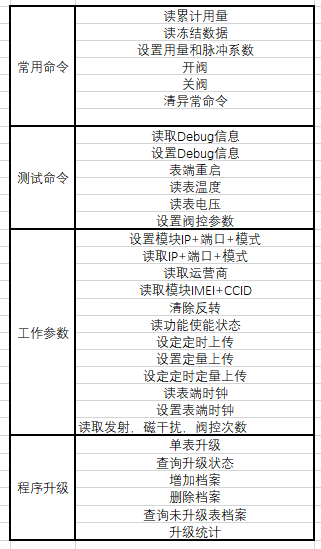 常用命令
读累计用量
读冻结数据
设置用量和脉冲系数
开阀
关阀
清异常命令
测试命令
读取Debug信息
设置Debug信息
表端重启
读表温度
读表电压
设置阀控参数
工作参数
设置模块IP+端口+模式
读取IP+端口+模式
读取运营商
读取模块IMEI+CCID
清除反转
读功能使能状态
设定定时上传
设置定量上传
设定定时定量上传
读表端时钟
设置表端时钟
读取发射，磁干扰，阀控次数
程序升级
单表升级
查询升级状态
增加档案
删除档案
查询未升级表档案
升级统计